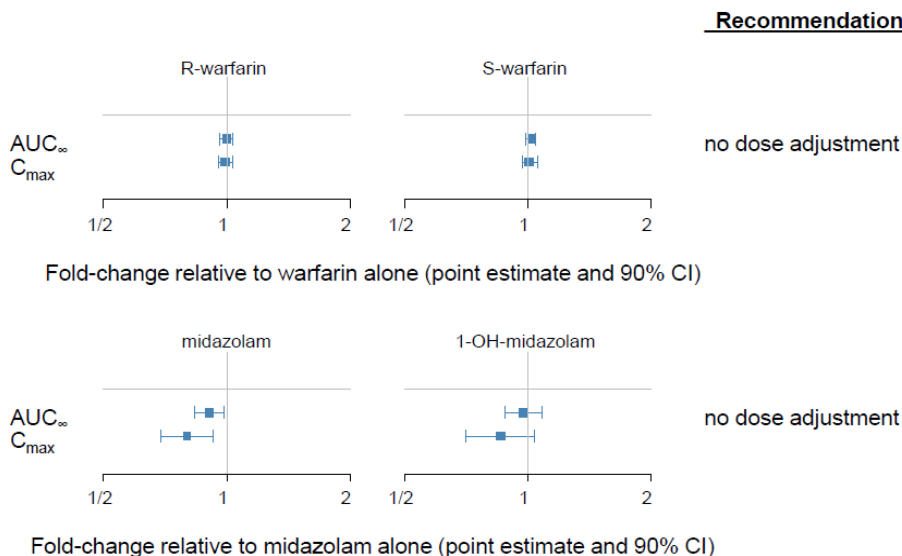 Recommendation
R-warfarin S-warfarin
AUC∞
Cmax
no dose adjustment
1/2 1 2 1/2 1 2
Fold-change relative to warfarin alone (point estimate and 90% CI)
midazolam 1-OH-midazolam
AUC∞
Cmax
no dose adjustment
1/2 1 2 1/2 1 2
Fold-change relative to midazolam alone (point estimate and 90% CI)